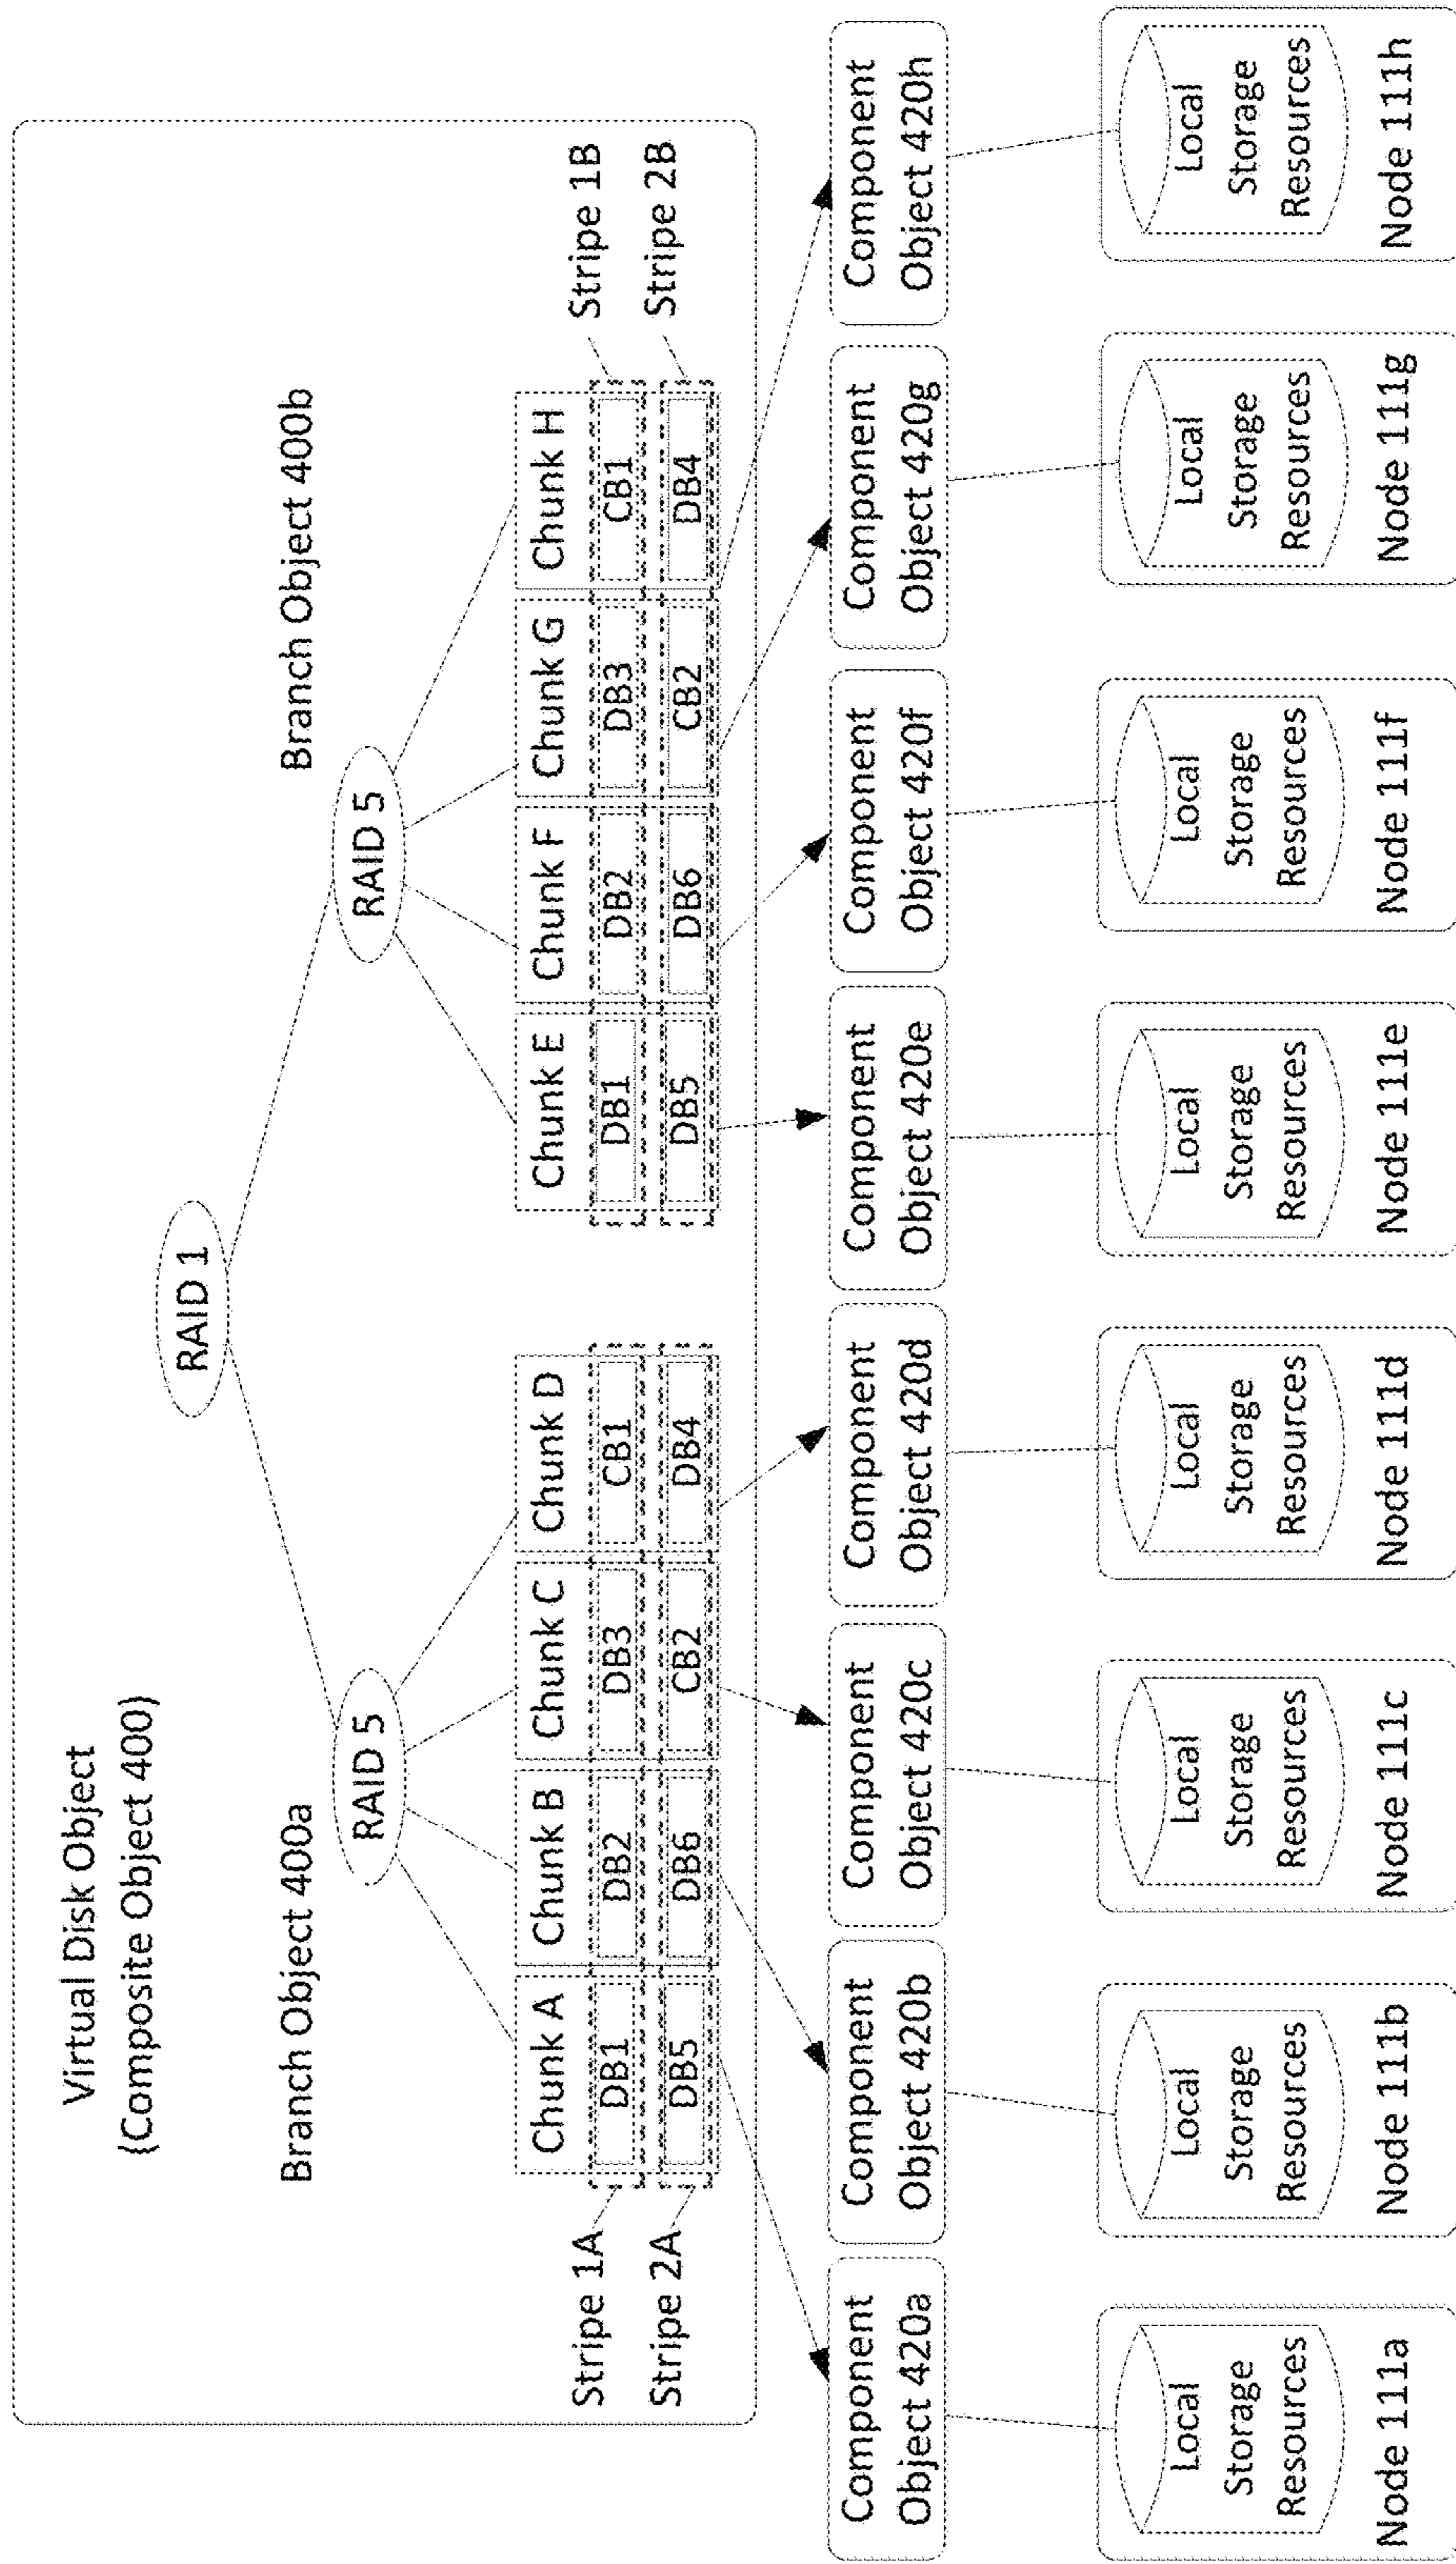 Virtual Disk Object
(Composite Object 400)
RAID 1
Branch Object 400a
Branch Object 400b
RAID 5
RAID 5
Chunk A
Chunk B
Chunk C
Chunk D
Chunk E
Chunk F
Chunk G
Chunk H
Stripe 1A
DB1
DB2
DB3
CB1
DB1
DB2
DB3
CB1
Stripe 1B
Stripe 2A
DB5
DB6
CB2
DB4
DB5
DB6
CB2
DB4
Stripe 2B
Component
Object 420a
Component
Object 420b
Component
Object 420c
Component
Object 420d
Component
Object 420e
Component
Object 420f
Component
Object 420g
Component
Object 420h
Local
Storage
Resources
Node 111a
Local
Storage
Resources
Node 111b
Local
Storage
Resources
Node 111c
Local
Storage
Resources
Node 111d
Local
Storage
Resources
Node 111e
Local
Storage
Resources
Node 111f
Local
Storage
Resources
Node 111g
Local
Storage
Resources
Node 111h